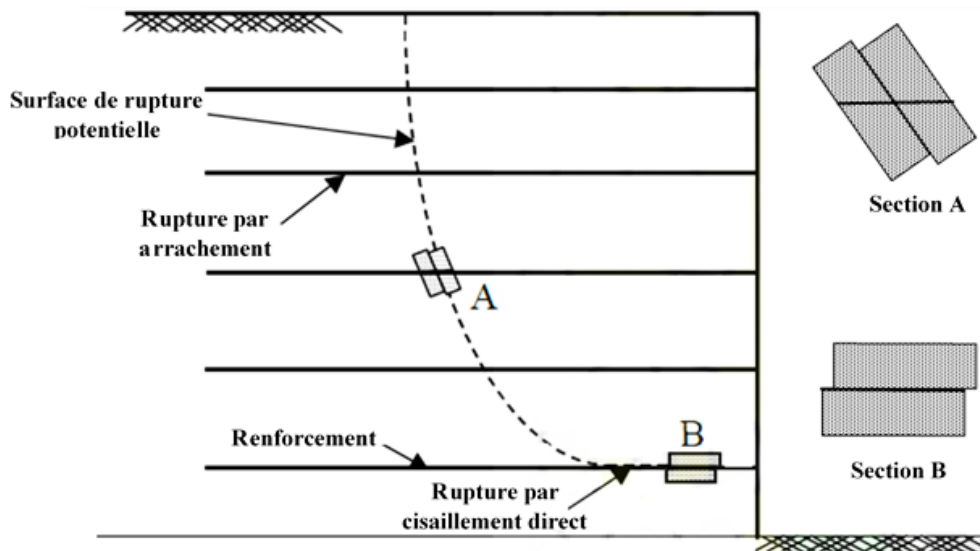 Surface de rupture
potentielle
Rupture par
arrachement
A
Section A
Renforcement
B
Rupture par
cisaillement direct
Section B